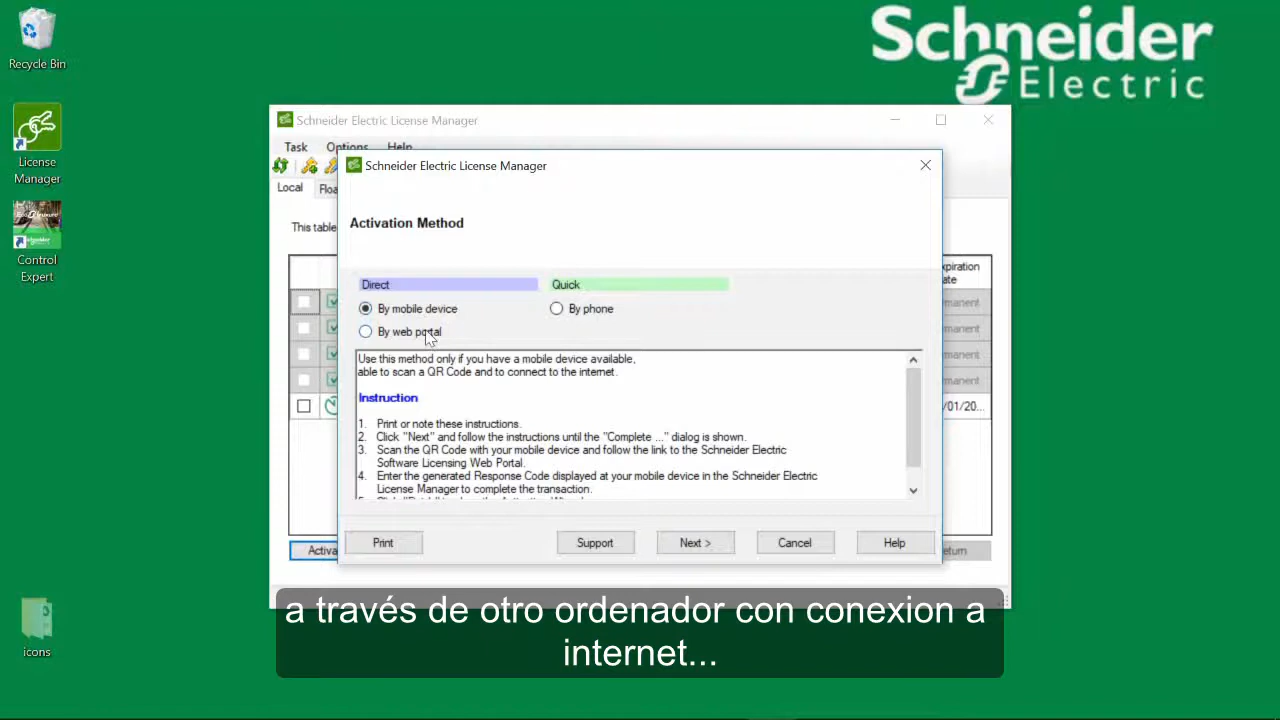 Schneider
Electric
Recycle Bin
License
Manager
Control
Expert
icons
Schneider Electric License Manager
Task Options Help
Local
This table
Schneider Electric License Manager
Activation Method
Direct
Quick
By mobile device
By phone
By web portal
Use this method only if you have a mobile device available,
able to scan a QR Code and to connect to the internet.
Instruction
1. Print or note these instructions.
2. Click "Next" and follow the instructions until the "Complete ..." dialog is shown.
3. Scan the QR Code with your mobile device and follow the link to the Schneider Electric
Software Licensing Web Portal.
4. Enter the generated Response Code displayed at your mobile device in the Schneider Electric
License Manager to complete the transaction.
Print
Support
Next >
Cancel
Help
a través de otro ordenador con conexion a
internet...